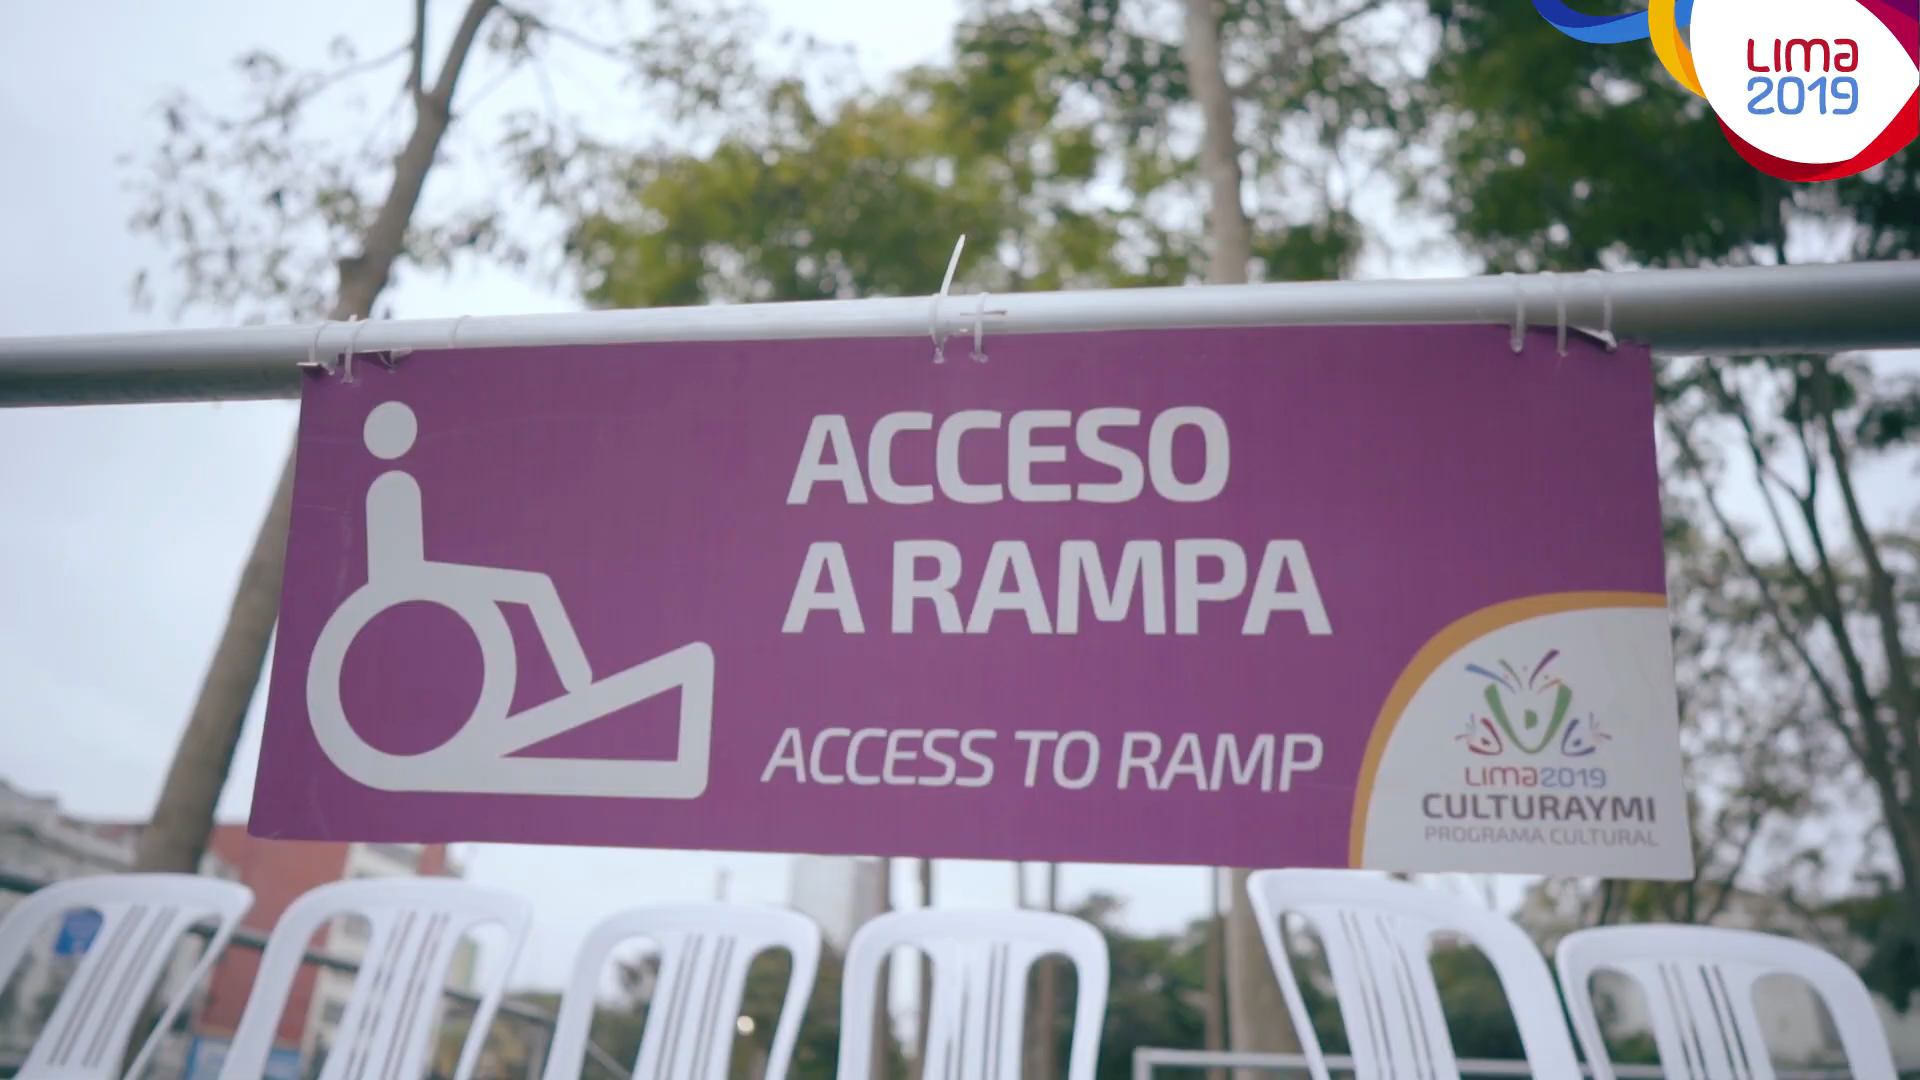 LIMA
2019
ACCESO
A RAMPA
ACCESS TO RAMP
LIMA2019
CULTURAYMI
PROGRAMA CULTURAL